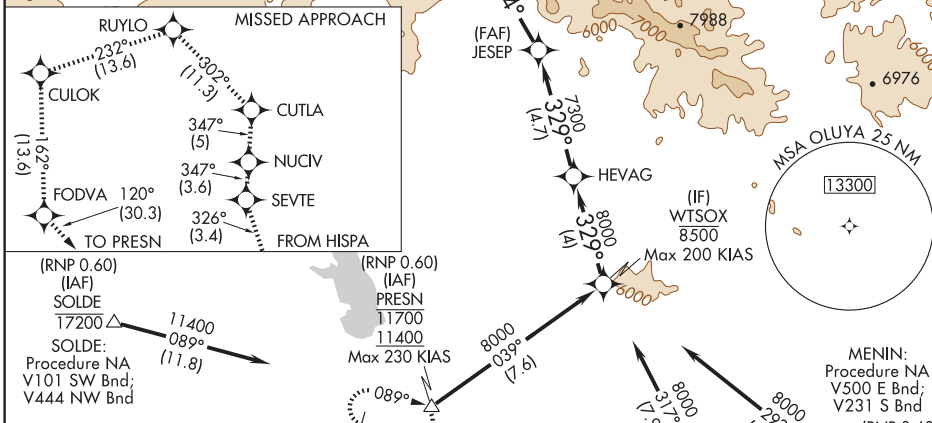 MISSED APPROACH
RUYLO
232°
(13.6)
302°
(11.3)
CULOK
CUTLA
347°
(5)
NUCIV
347°
(3.6)
SEVTE
162°
(13.6)
FODVA
120°
(30.3)
326°
(3.4)
TO PRESN
FROM HISPA
(FAF)
JESEP
7300
329°
(4.7)
HEVAG
8000
329°
(4)
6000
7000
7988
6976
MSA OLUYA 25 NM
13300
(IF)
WTSOX
8500
Max 200 KIAS
6000
(RNP 0.60)
(IAF)
SOLDE
17200
SOLDE:
Procedure NA
V101 SW Bnd;
V444 NW Bnd
11400
089°
(11.8)
(RNP 0.60)
(IAF)
PRESN
11700
11400
Max 230 KIAS
089°
8000
039°
(7.6)
8000
317°
8000
MENIN:
Procedure NA
V500 E Bnd;
V231 S Bnd